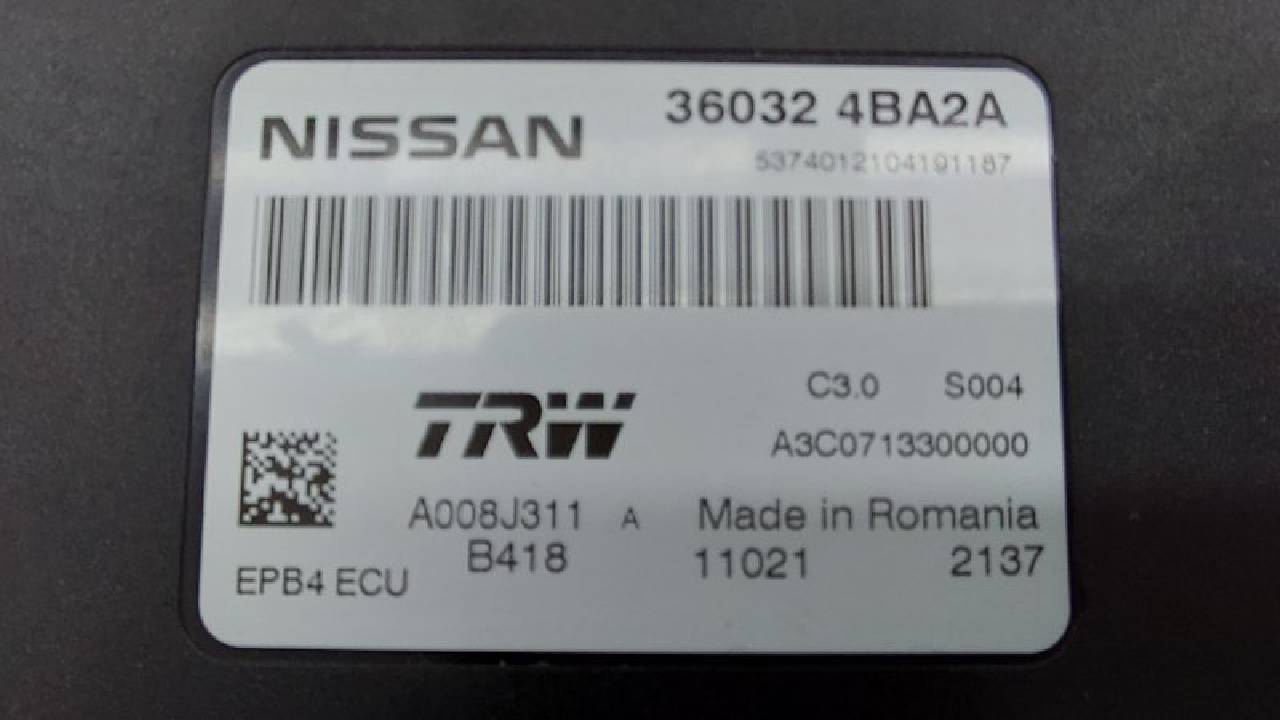 NISSAN
36032 4BA2A
5374012104191187
C3.0 S004
TRW
A3C0713300000
A008J311 A Made in Romania
B418 11021 2137
EPB4 ECU